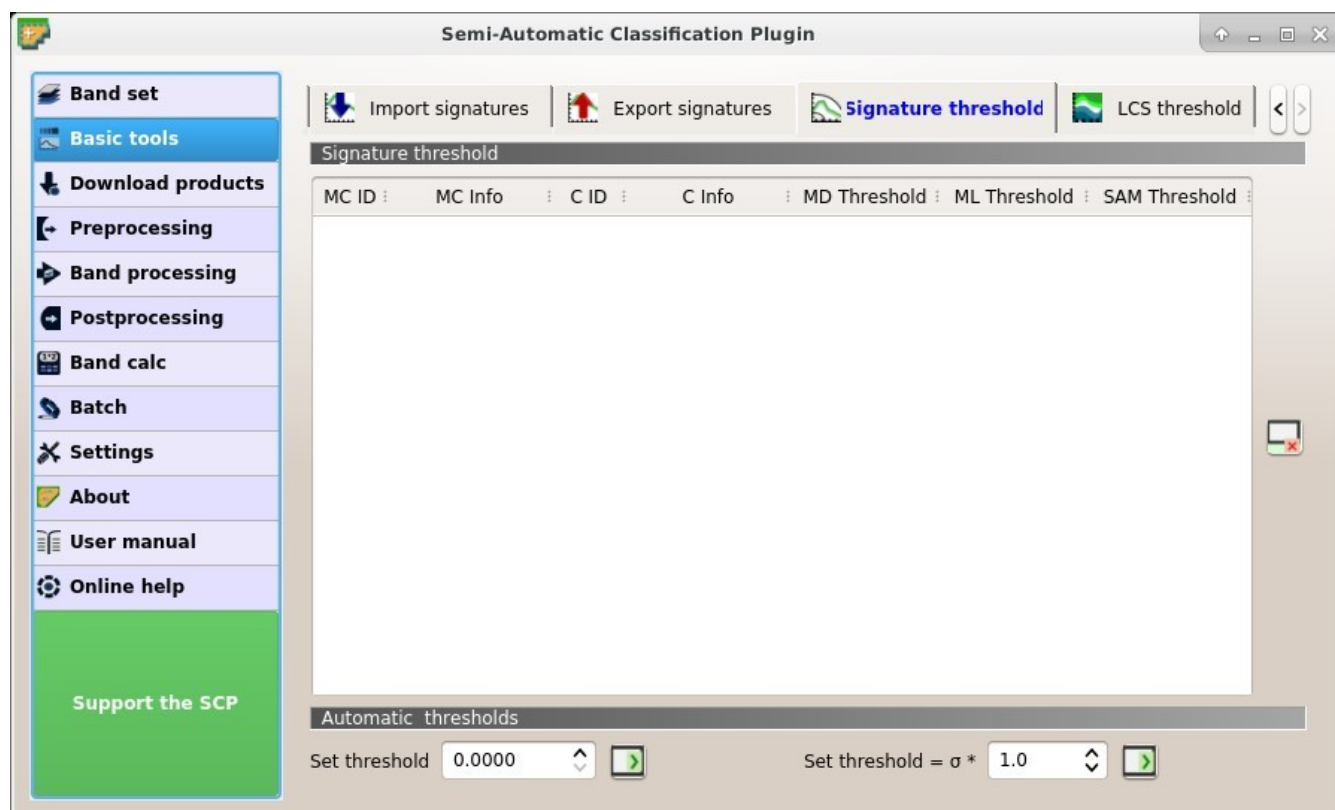 Semi-Automatic Classification Plugin
Band set
Basic tools
Download products
Preprocessing
Band processing
Postprocessing
Band calc
Batch
Settings
About
User manual
Online help
Support the SCP
Import signatures
Export signatures
Signature threshold
LCS threshold
Signature threshold
MC ID MC Info C ID C Info MD Threshold ML Threshold SAM Threshold
Automatic thresholds
Set threshold 0.0000 Set threshold = σ * 1.0